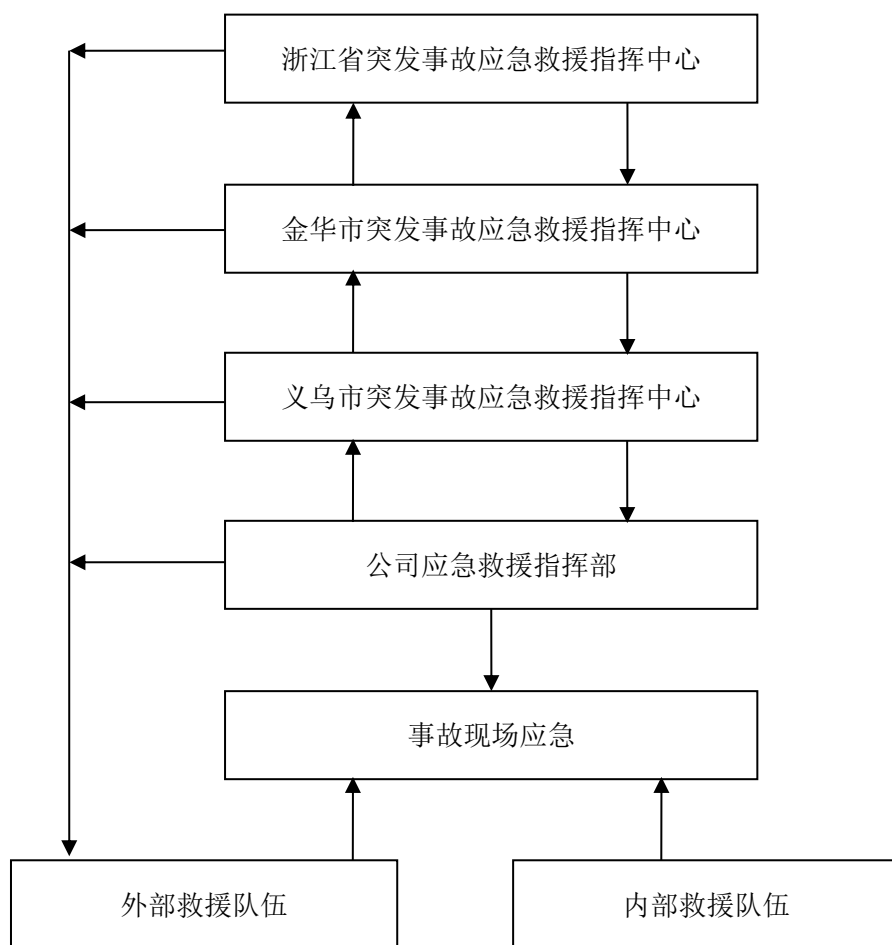 浙江省突发事故应急救援指挥中心
金华市突发事故应急救援指挥中心
义乌市突发事故应急救援指挥中心
公司应急救援指挥部
事故现场应急
外部救援队伍
内部救援队伍